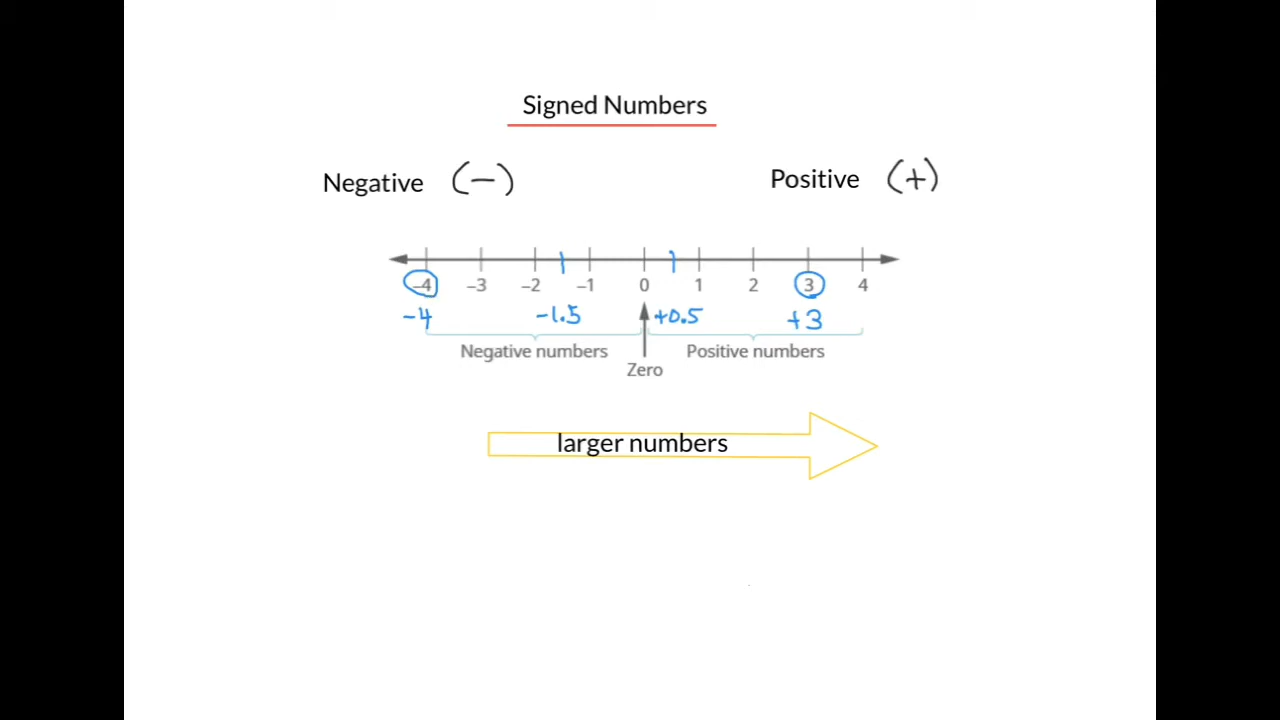 Signed Numbers
Negative (−) Positive (+)
–4 –3 –2 –1 0 1 2 3 4
-4 -1.5 +0.5 +3
Negative numbers Positive numbers
Zero
larger numbers